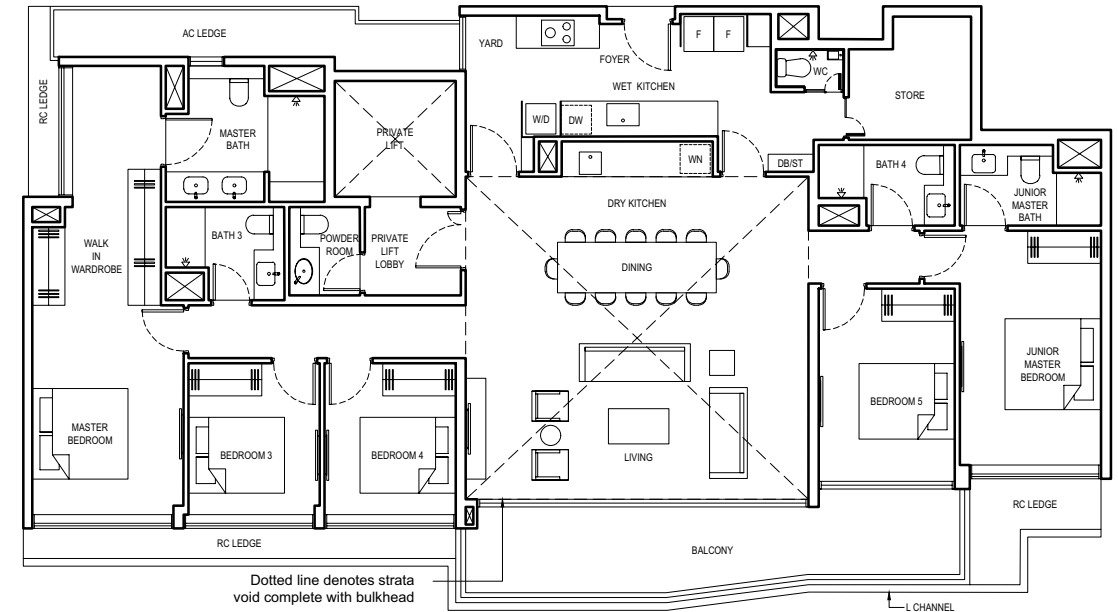 AC LEDGE
YARD
F
F
FOYER
WC
WET KITCHEN
STORE
RC LEDGE
MASTER
BATH
PRIVATE
LIFT
W/D
DW
WN
DB/ST
BATH 4
JUNIOR
MASTER
BATH
DRY KITCHEN
WALK
IN
WARDROBE
BATH 3
POWDER
ROOM
PRIVATE
LIFT
LOBBY
DINING
JUNIOR
MASTER
BEDROOM
BEDROOM 5
MASTER
BEDROOM
BEDROOM 3
BEDROOM 4
LIVING
RC LEDGE
RC LEDGE
BALCONY
Dotted line denotes strata
void complete with bulkhead
L CHANNEL